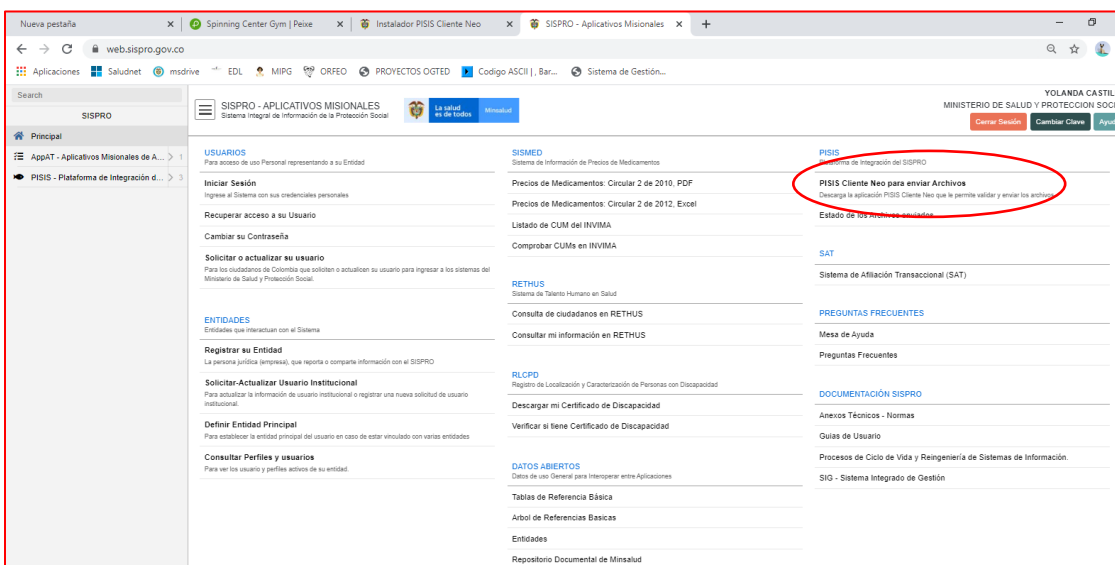 Nueva pestaña
Spinning Center Gym | Peixe
Instalador PISIS Cliente Neo
SISPRO - Aplicativos Misionales
web.sispro.gov.co
Aplicaciones Saludnet msdrive EDL MIPG ORFEO PROYECTOS OGTED Codigo ASCII | , Bar... Sistema de Gestión...
Search
SISPRO
Principal
AppAT - Aplicativos Misionales de A... 1
PISIS - Plataforma de Integración d... 3
SISPRO - APLICATIVOS MISIONALES
Sistema Integral de Información de la Protección Social
La salud
es de todos
Minsalud
YOLANDA CASTIL
MINISTERIO DE SALUD Y PROTECCION SOCI
Cerrar Sesión Cambiar Clave Ayud
USUARIOS
Para acceso de uso Personal representando a su Entidad
Iniciar Sesión
Ingrese al Sistema con sus credenciales personales
Recuperar acceso a su Usuario
Cambiar su Contraseña
Solicitar o actualizar su usuario
Para los ciudadanos de Colombia que soliciten o actualicen su usuario para ingresar a los sistemas del
Ministerio de Salud y Protección Social.
ENTIDADES
Entidades que interactuan con el Sistema
Registrar su Entidad
La persona jurídica (empresa), que reporta o comparte información con el SISPRO
Solicitar-Actualizar Usuario Institucional
Para actualizar la información de usuario institucional o registrar una nueva solicitud de usuario
institucional.
Definir Entidad Principal
Para establecer la entidad principal del usuario en caso de estar vinculado con varias entidades
Consultar Perfiles y usuarios
Para ver los usuario y perfiles activos de su entidad.
SISMED
Sistema de Información de Precios de Medicamentos
Precios de Medicamentos: Circular 2 de 2010, PDF
Precios de Medicamentos: Circular 2 de 2012, Excel
Listado de CUM del INVIMA
Comprobar CUMs en INVIMA
RETHUS
Sistema de Talento Humano en Salud
Consulta de ciudadanos en RETHUS
Consultar mi información en RETHUS
RLCPD
Registro de Localización y Caracterización de Personas con Discapacidad
Descargar mi Certificado de Discapacidad
Verificar si tiene Certificado de Discapacidad
DATOS ABIERTOS
Datos de uso General para Interoperar entre Aplicaciones
Tablas de Referencia Básica
Arbol de Referencias Basicas
Entidades
Repositorio Documental de Minsalud
PISIS
Plataforma de Integración del SISPRO
PISIS Cliente Neo para enviar Archivos
Descarga la aplicación PISIS Cliente Neo que le permite validar y enviar los archivos
Estado de los Archivos enviados
SAT
Sistema de Afiliación Transaccional (SAT)
PREGUNTAS FRECUENTES
Mesa de Ayuda
Preguntas Frecuentes
DOCUMENTACIÓN SISPRO
Anexos Técnicos - Normas
Guias de Usuario
Procesos de Ciclo de Vida y Reingeniería de Sistemas de Información.
SIG - Sistema Integrado de Gestión